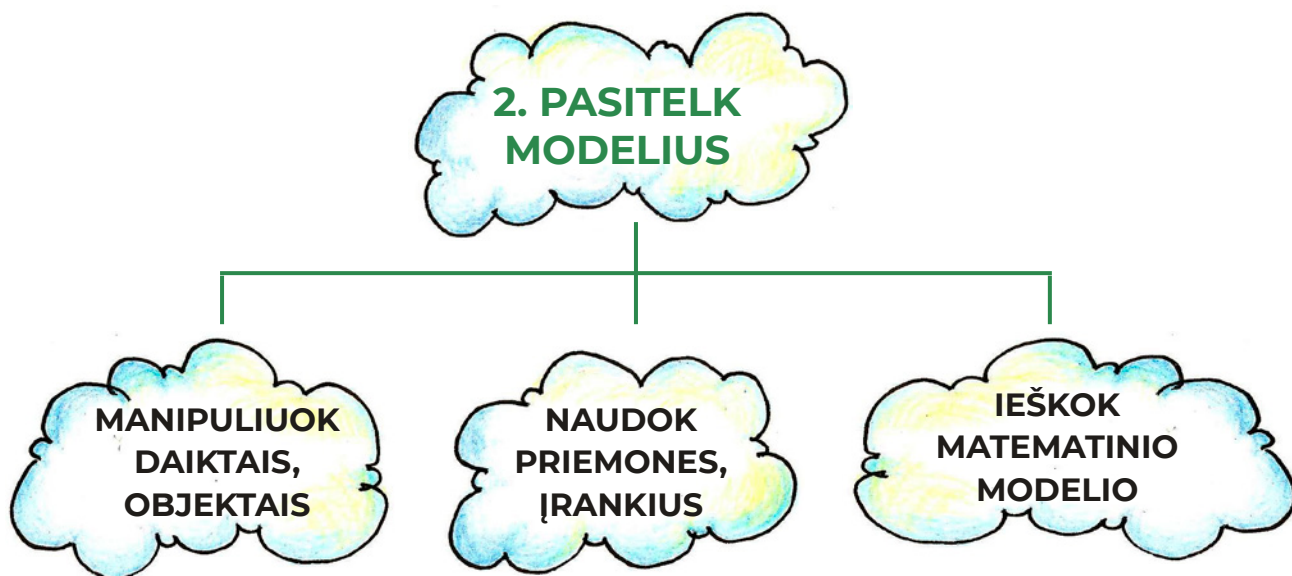 2. PASITELK
MODELIUS
MANIPULIUOK
DAIKTAIS,
OBJEKTAIS
NAUDOK
PRIEMONES,
ĮRANKIUS
IEŠKOK
MATEMATINIO
MODELIO